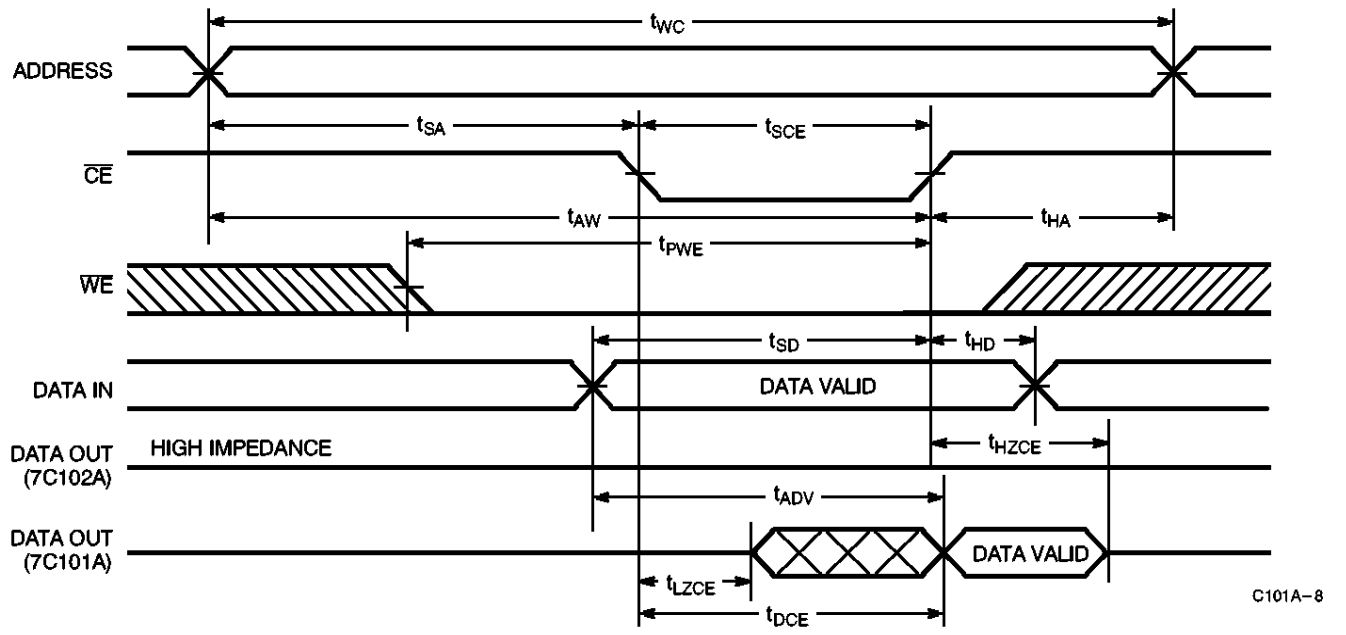 tWC
ADDRESS
tSA
tSCE
CE
tAW
tHA
tPWE
WE
tSD
tHD
DATA IN
DATA VALID
DATA OUT
(7C102A)
HIGH IMPEDANCE
tHZCE
tADV
DATA OUT
(7C101A)
DATA VALID
tLZCE
tDCE
C101A-8